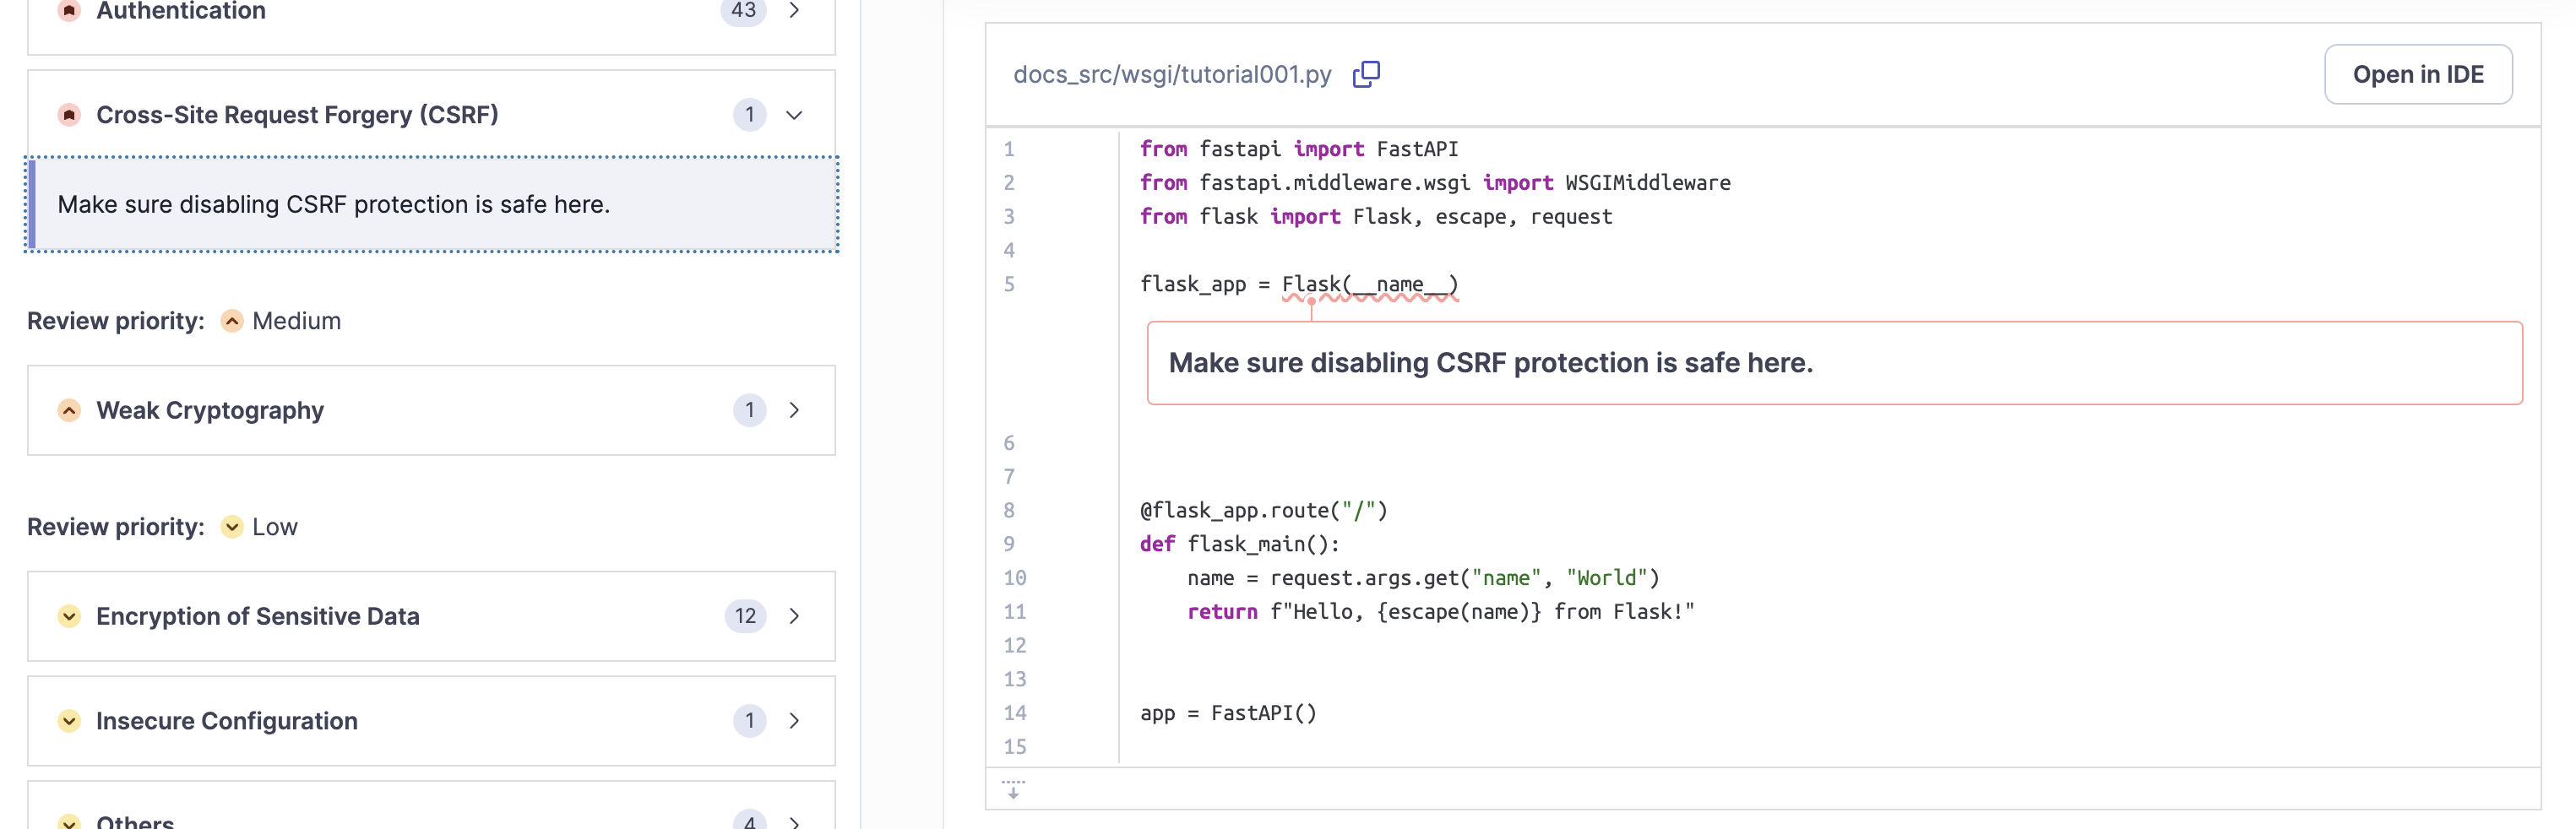 Authentication 43
Cross-Site Request Forgery (CSRF) 1
Make sure disabling CSRF protection is safe here.
Review priority: Medium
Weak Cryptography 1
Review priority: Low
Encryption of Sensitive Data 12
Insecure Configuration 1
Others 4
docs_src/wsgi/tutorial001.py
Open in IDE
1 from fastapi import FastAPI
2 from fastapi.middleware.wsgi import WSGIMiddleware
3 from flask import Flask, escape, request
4
5 flask_app = Flask(__name__)
Make sure disabling CSRF protection is safe here.
6
7
8 @flask_app.route("/")
9 def flask_main():
10     name = request.args.get("name", "World")
11     return f"Hello, {escape(name)} from Flask!"
12
13
14 app = FastAPI()
15